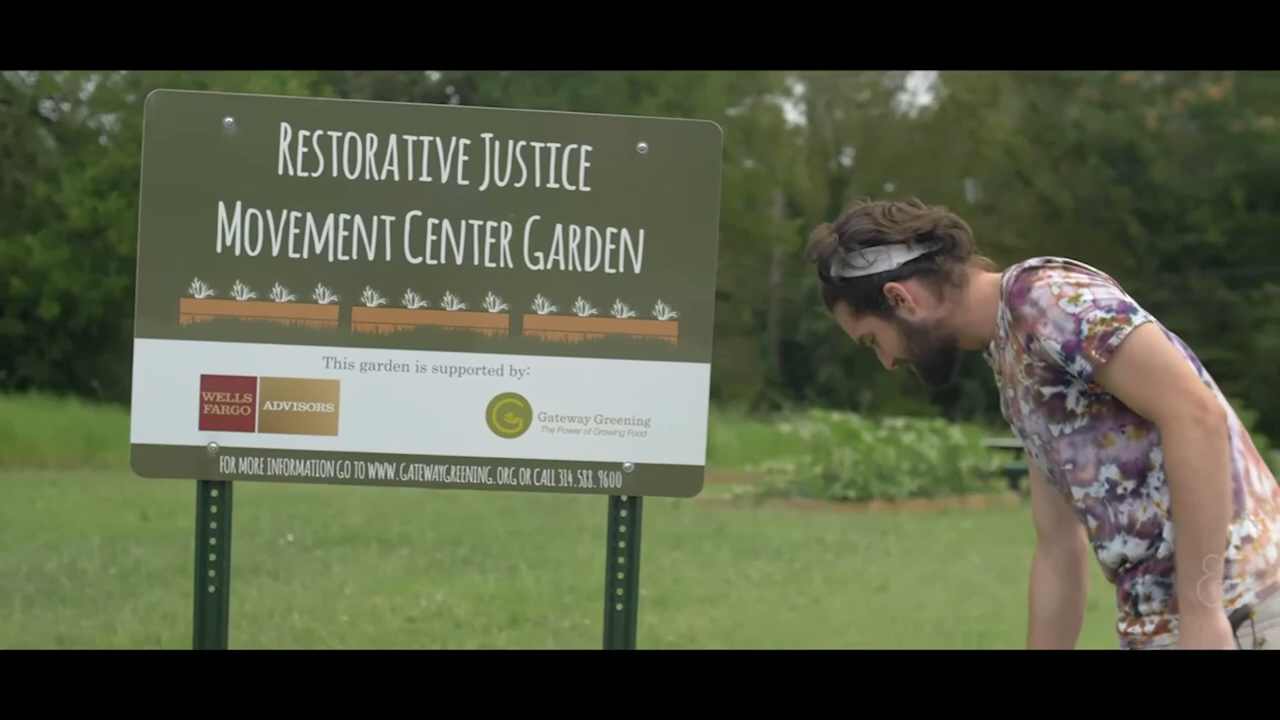 RESTORATIVE JUSTICE
MOVEMENT CENTER GARDEN
This garden is supported by:
WELLS
FARGO
ADVISORS
Gateway Greening
The Power of Growing Food
FOR MORE INFORMATION GO TO WWW.GATEWAYGREENING.ORG OR CALL 314.588.9600